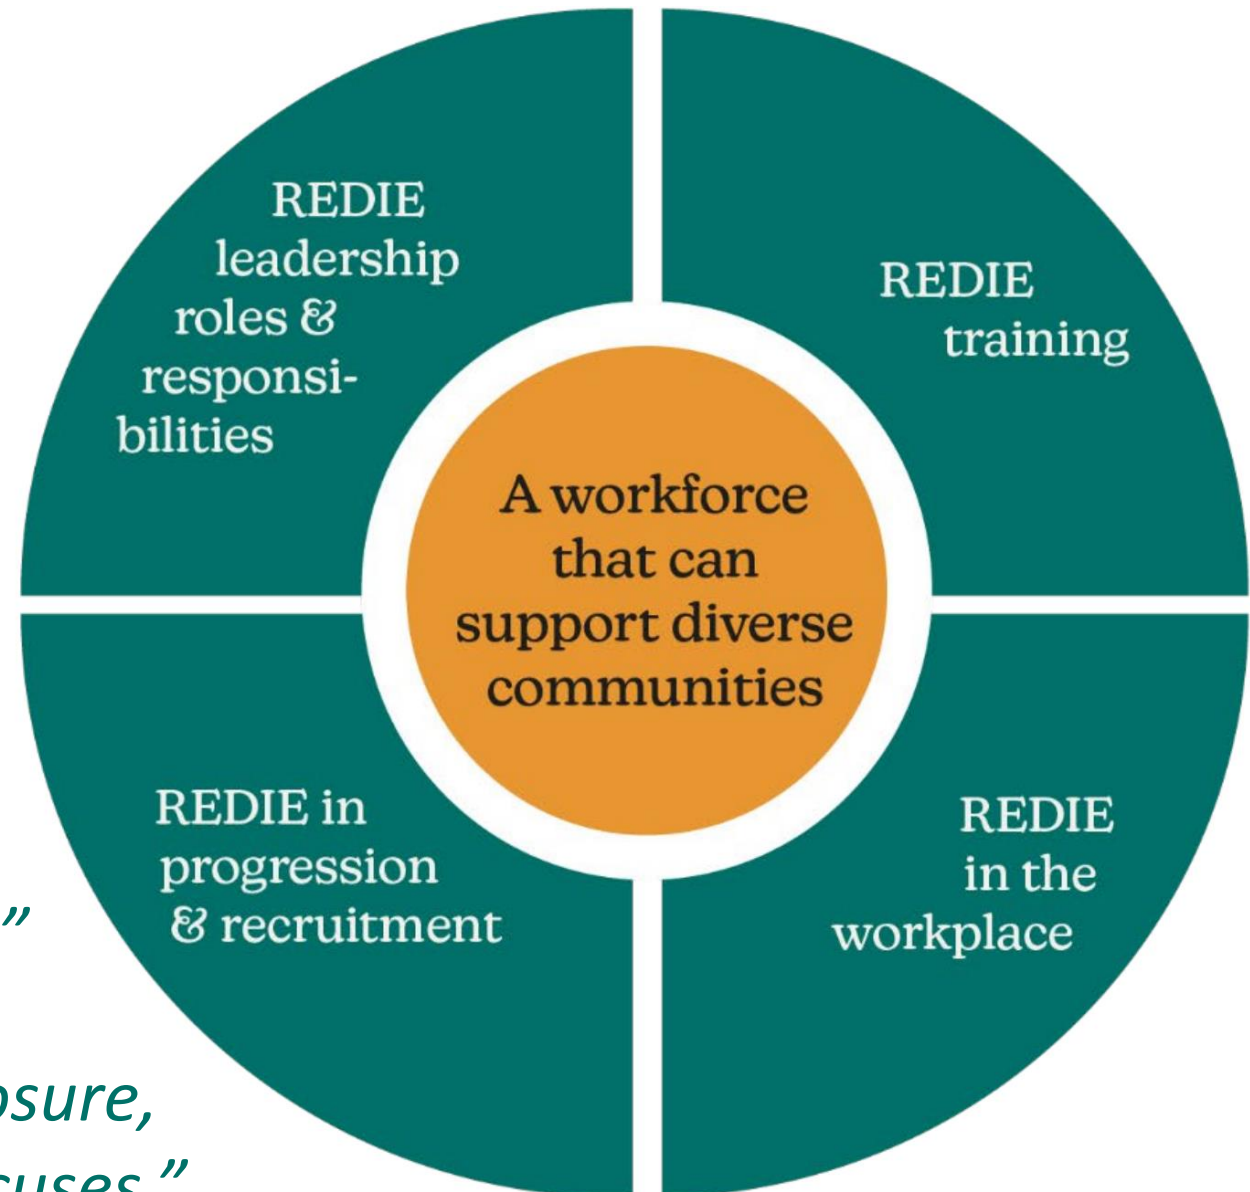 REDIE
leadership
roles &
responsi-
bilities
REDIE
training
A workforce
that can
support diverse
communities
REDIE in
progression
& recruitment
REDIE
in the
workplace
”